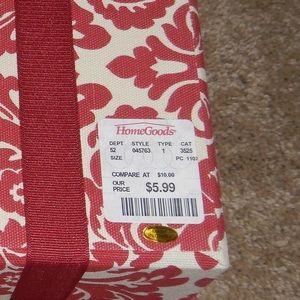 HomeGoods
DEPT STYLE TYPE CAT
52 045763 1 3525
SIZE PC 1107
COMPARE AT $10.00
OUR PRICE $5.99